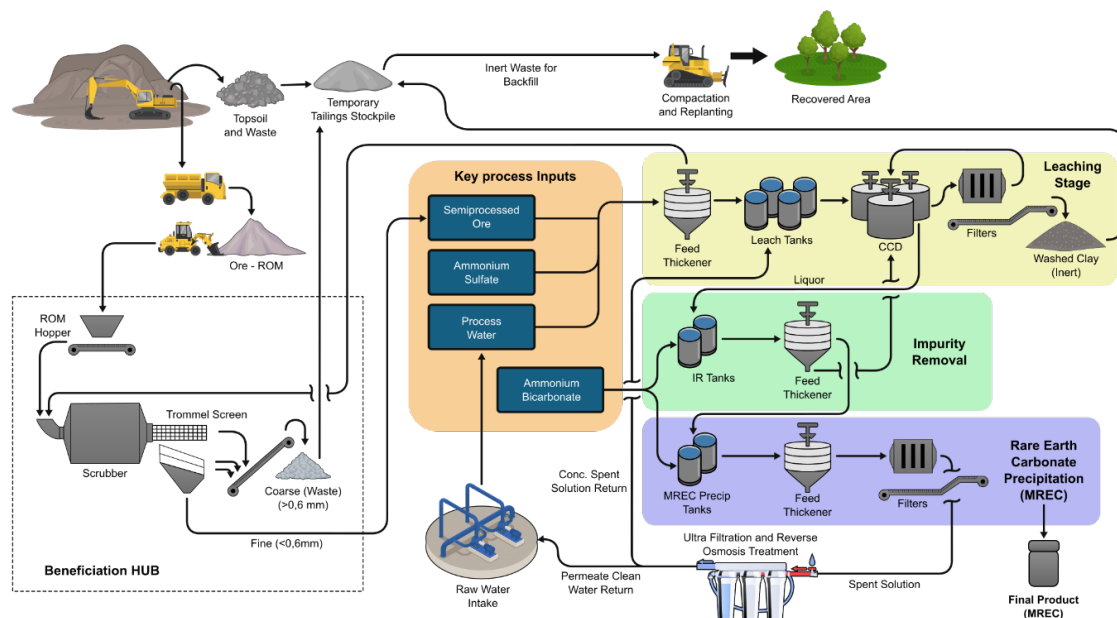 Topsoil
and Waste
Temporary
Tailings Stockpile
Inert Waste for
Backfill
Compactation
and Replanting
Recovered Area
Ore - ROM
Key process Inputs
Semiprocessed
Ore
Ammonium
Sulfate
Process
Water
Ammonium
Bicarbonate
Leaching
Stage
Feed
Thickener
Leach Tanks
CCD
Filters
Washed Clay
(Inert)
Liquor
Impurity
Removal
IR Tanks
Feed
Thickener
Rare Earth
Carbonate
Precipitation
(MREC)
MREC Precip
Tanks
Feed
Thickener
Filters
ROM
Hopper
Trommel Screen
Scrubber
Coarse (Waste)
(>0,6 mm)
Fine (<0,6mm)
Beneficiation HUB
Conc. Spent
Solution Return
Raw Water
Intake
Permeate Clean
Water Return
Ultra Filtration and Reverse
Osmosis Treatment
Spent Solution
Final Product
(MREC)